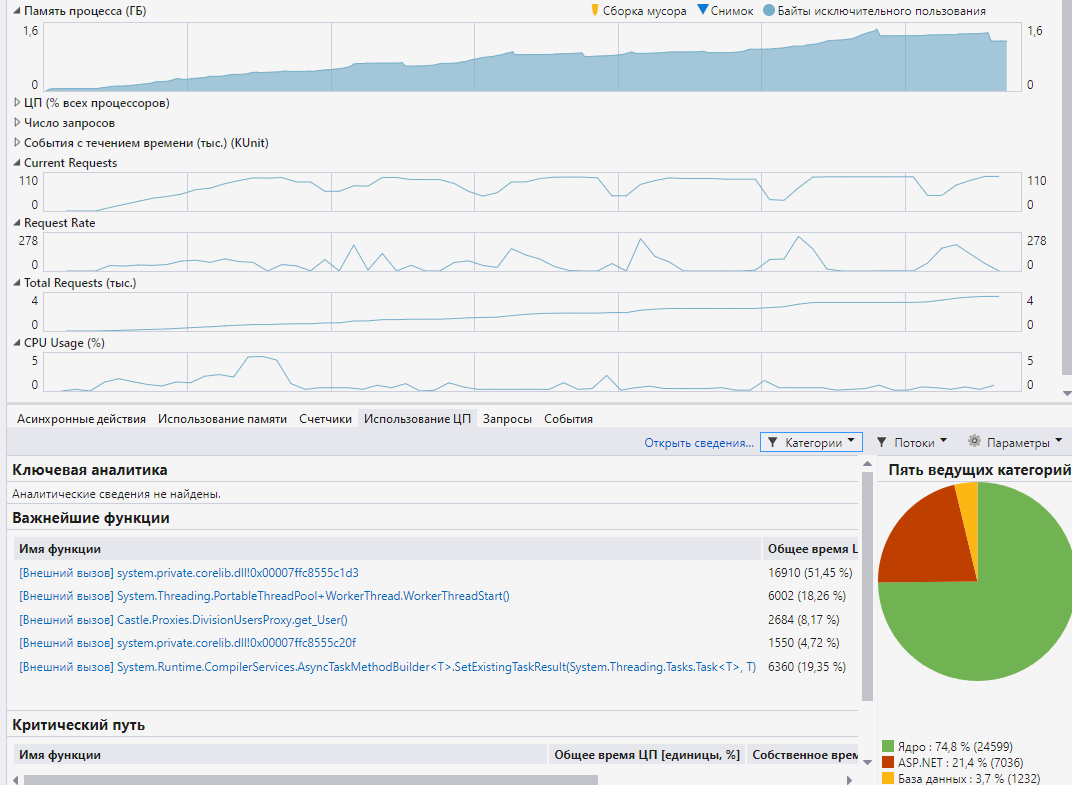 Память процесса (ГБ) Сборка мусора Снимок Байты исключительного пользования
1,6 1,6
0 0
ЦП (% всех процессоров)
Число запросов
События с течением времени (тыс.) (KUnit)
Current Requests
110 110
0 0
Request Rate
278 278
0 0
Total Requests (тыс.)
4 4
0 0
CPU Usage (%)
5 5
0 0
Асинхронные действия Использование памяти Счетчики Использование ЦП Запросы События
Открыть сведения... Категории Потоки Параметры
Ключевая аналитика
Аналитические сведения не найдены.
Важнейшие функции
Имя функции Общее время Ц
[Внешний вызов] system.private.corelib.dll!0x00007ffc8555c1d3 16910 (51,45 %)
[Внешний вызов] System.Threading.PortableThreadPool+WorkerThread.WorkerThreadStart() 6002 (18,26 %)
[Внешний вызов] Castle.Proxies.DivisionUsersProxy.get_User() 2684 (8,17 %)
[Внешний вызов] system.private.corelib.dll!0x00007ffc8555c20f 1550 (4,72 %)
[Внешний вызов] System.Runtime.CompilerServices.AsyncTaskMethodBuilder<T>.SetExistingTaskResult(System.Threading.Tasks.Task<T>, T) 6360 (19,35 %)
Критический путь
Имя функции Общее время ЦП [единицы, %] Собственное врем
Пять ведущих категорий
Ядро : 74,8 % (24599)
ASP.NET : 21,4 % (7036)
База данных : 3,7 % (1232)